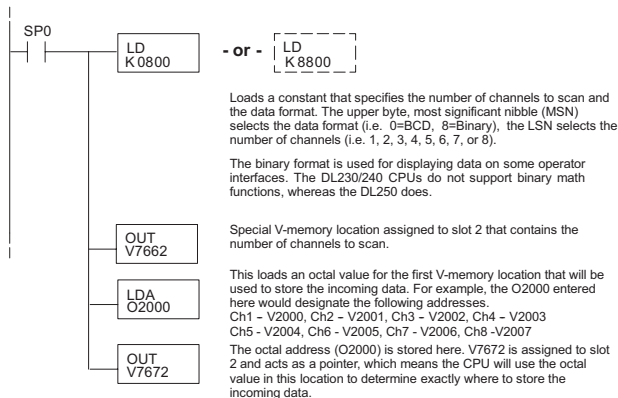 SP0
LD
K 0800
- or -
LD
K 8800
Loads a constant that specifies the number of channels to scan and
the data format. The upper byte, most significant nibble (MSN)
selects the data format (i.e. 0=BCD, 8=Binary), the LSN selects the
number of channels (i.e. 1, 2, 3, 4, 5, 6, 7, or 8).
The binary format is used for displaying data on some operator
interfaces. The DL230/240 CPUs do not support binary math
functions, whereas the DL250 does.
OUT
V7662
Special V-memory location assigned to slot 2 that contains the
number of channels to scan.
LDA
O2000
This loads an octal value for the first V-memory location that will be
used to store the incoming data. For example, the O2000 entered
here would designate the following addresses.
Ch1 – V2000, Ch2 – V2001, Ch3 – V2002, Ch4 – V2003
Ch5 - V2004, Ch6 - V2005, Ch7 - V2006, Ch8 -V2007
OUT
V7672
The octal address (O2000) is stored here. V7672 is assigned to slot
2 and acts as a pointer, which means the CPU will use the octal
value in this location to determine exactly where to store the
incoming data.